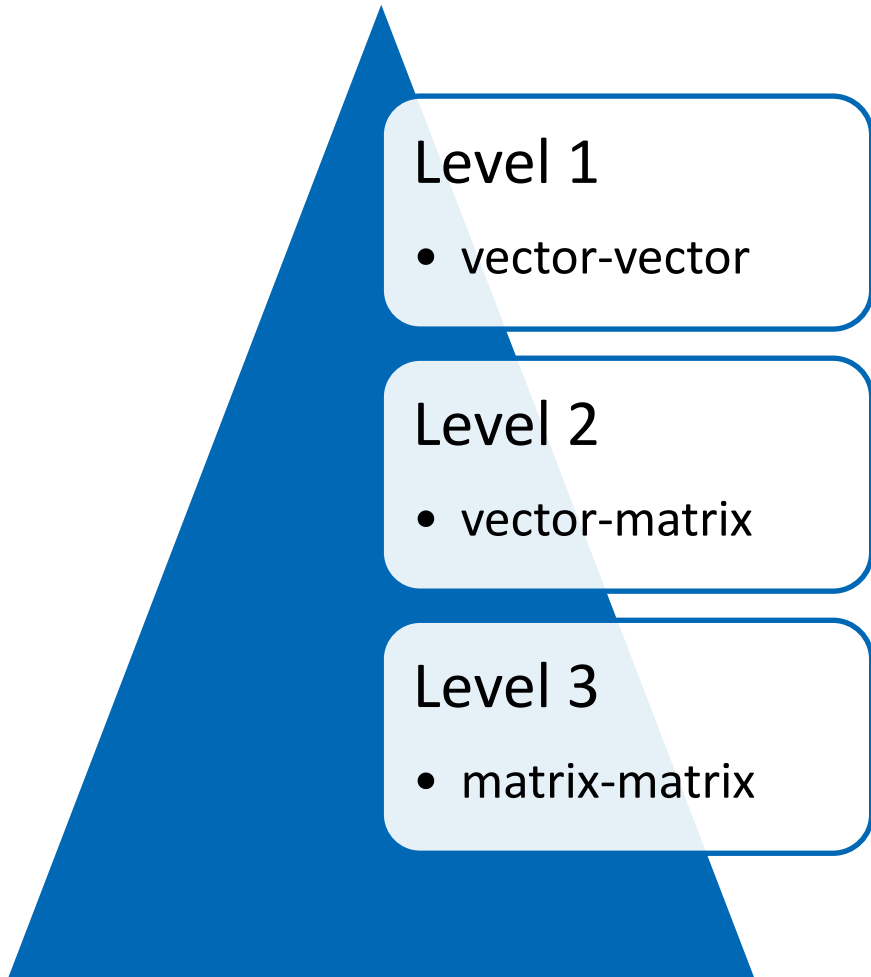 Level 1
• vector-vector
Level 2
• vector-matrix
Level 3
• matrix-matrix